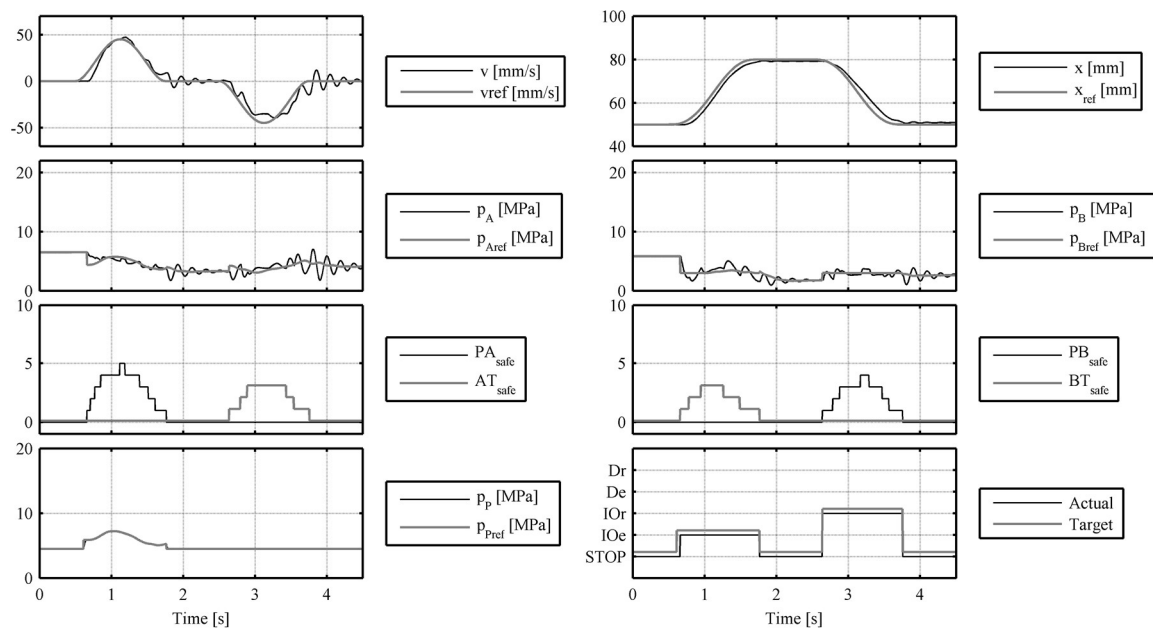 50
0
-50
v [mm/s]
vref [mm/s]
100
80
60
40
x [mm]
x_ref [mm]
20
10
0
p_A [MPa]
p_Aref [MPa]
20
10
0
p_B [MPa]
p_Bref [MPa]
10
5
0
PA_safe
AT_safe
10
5
0
PB_safe
BT_safe
20
10
0
0 1 2 3 4
Time [s]
p_P [MPa]
p_Pref [MPa]
Dr
De
IOr
IOe
STOP
0 1 2 3 4
Time [s]
Actual
Target